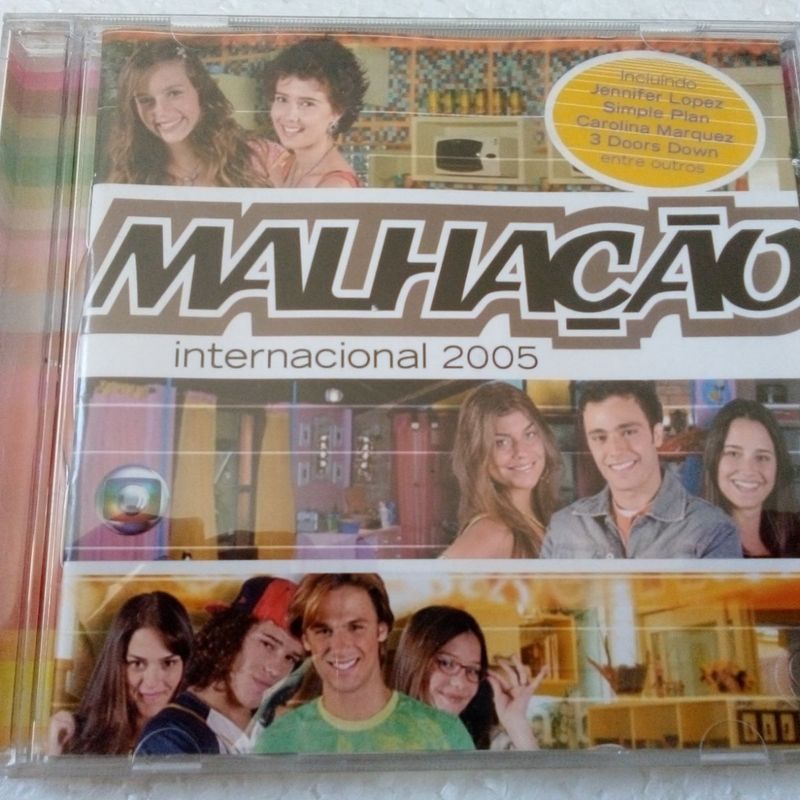 Incluindo
Jennifer Lopez
Simple Plan
Carolina Marquez
3 Doors Down
entre outros
MALHAÇÃO
internacional 2005